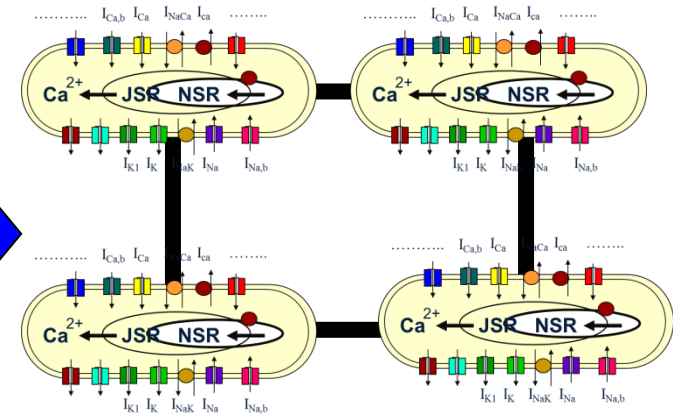 ......... I_Ca,b I_Ca I_NaCa I_ca ........
Ca2+ JSR NSR
I_K1 I_K I_NaK I_Na I_Na,b
......... I_Ca,b I_Ca I_NaCa I_ca ........
Ca2+ JSR NSR
I_K1 I_K I_NaK I_Na I_Na,b
......... I_Ca,b I_Ca I_NaCa I_ca ........
Ca2+ JSR NSR
I_K1 I_K I_NaK I_Na I_Na,b
......... I_Ca,b I_Ca I_NaCa I_ca ........
Ca2+ JSR NSR
I_K1 I_K I_NaK I_Na I_Na,b